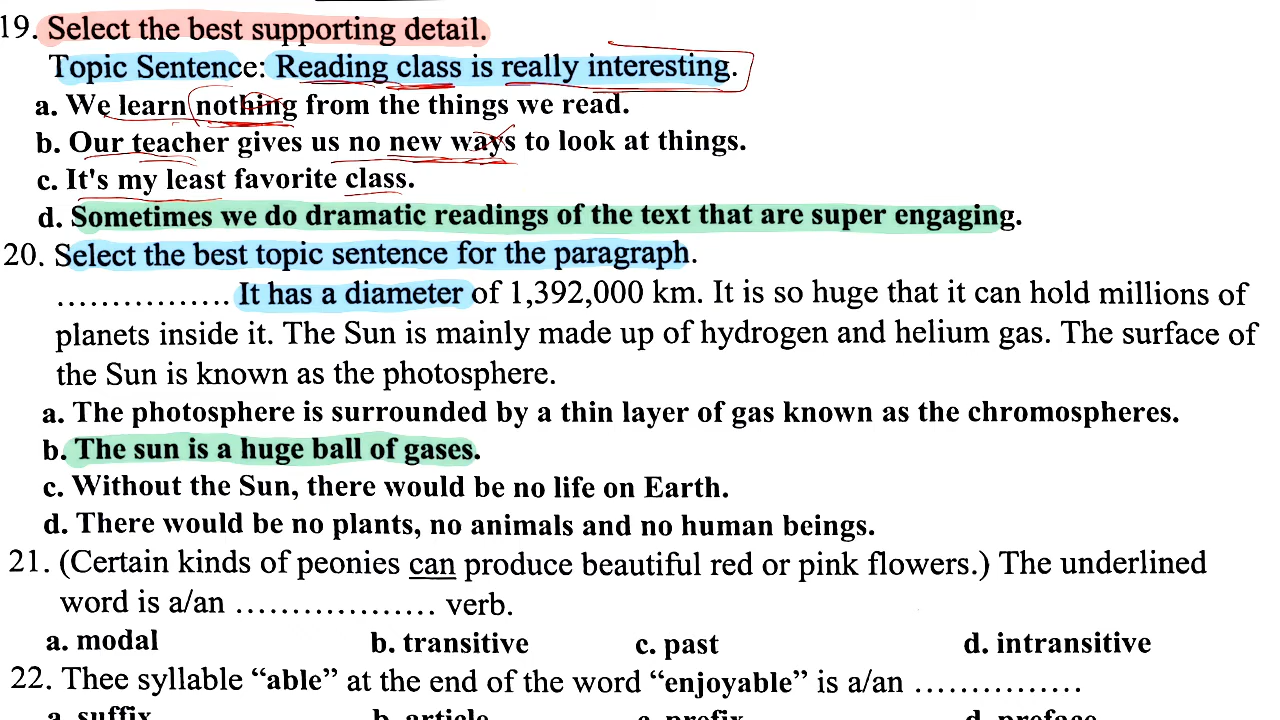 19. Select the best supporting detail.
Topic Sentence: Reading class is really interesting.
a. We learn nothing from the things we read.
b. Our teacher gives us no new ways to look at things.
c. It's my least favorite class.
d. Sometimes we do dramatic readings of the text that are super engaging.
20. Select the best topic sentence for the paragraph.
................ It has a diameter of 1,392,000 km. It is so huge that it can hold millions of
planets inside it. The Sun is mainly made up of hydrogen and helium gas. The surface of
the Sun is known as the photosphere.
a. The photosphere is surrounded by a thin layer of gas known as the chromospheres.
b. The sun is a huge ball of gases.
c. Without the Sun, there would be no life on Earth.
d. There would be no plants, no animals and no human beings.
21. (Certain kinds of peonies can produce beautiful red or pink flowers.) The underlined
word is a/an .................. verb.
a. modal b. transitive c. past d. intransitive
22. Thee syllable “able” at the end of the word “enjoyable” is a/an ...............
a. suffix b. article c. prefix d. preface